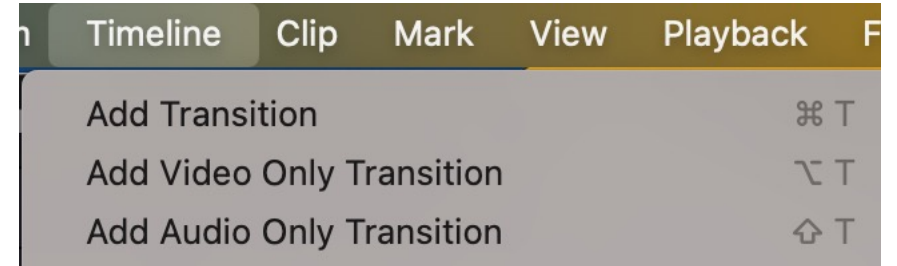 Timeline Clip Mark View Playback
Add Transition ⌘ T
Add Video Only Transition ⌥ T
Add Audio Only Transition ⇧ T